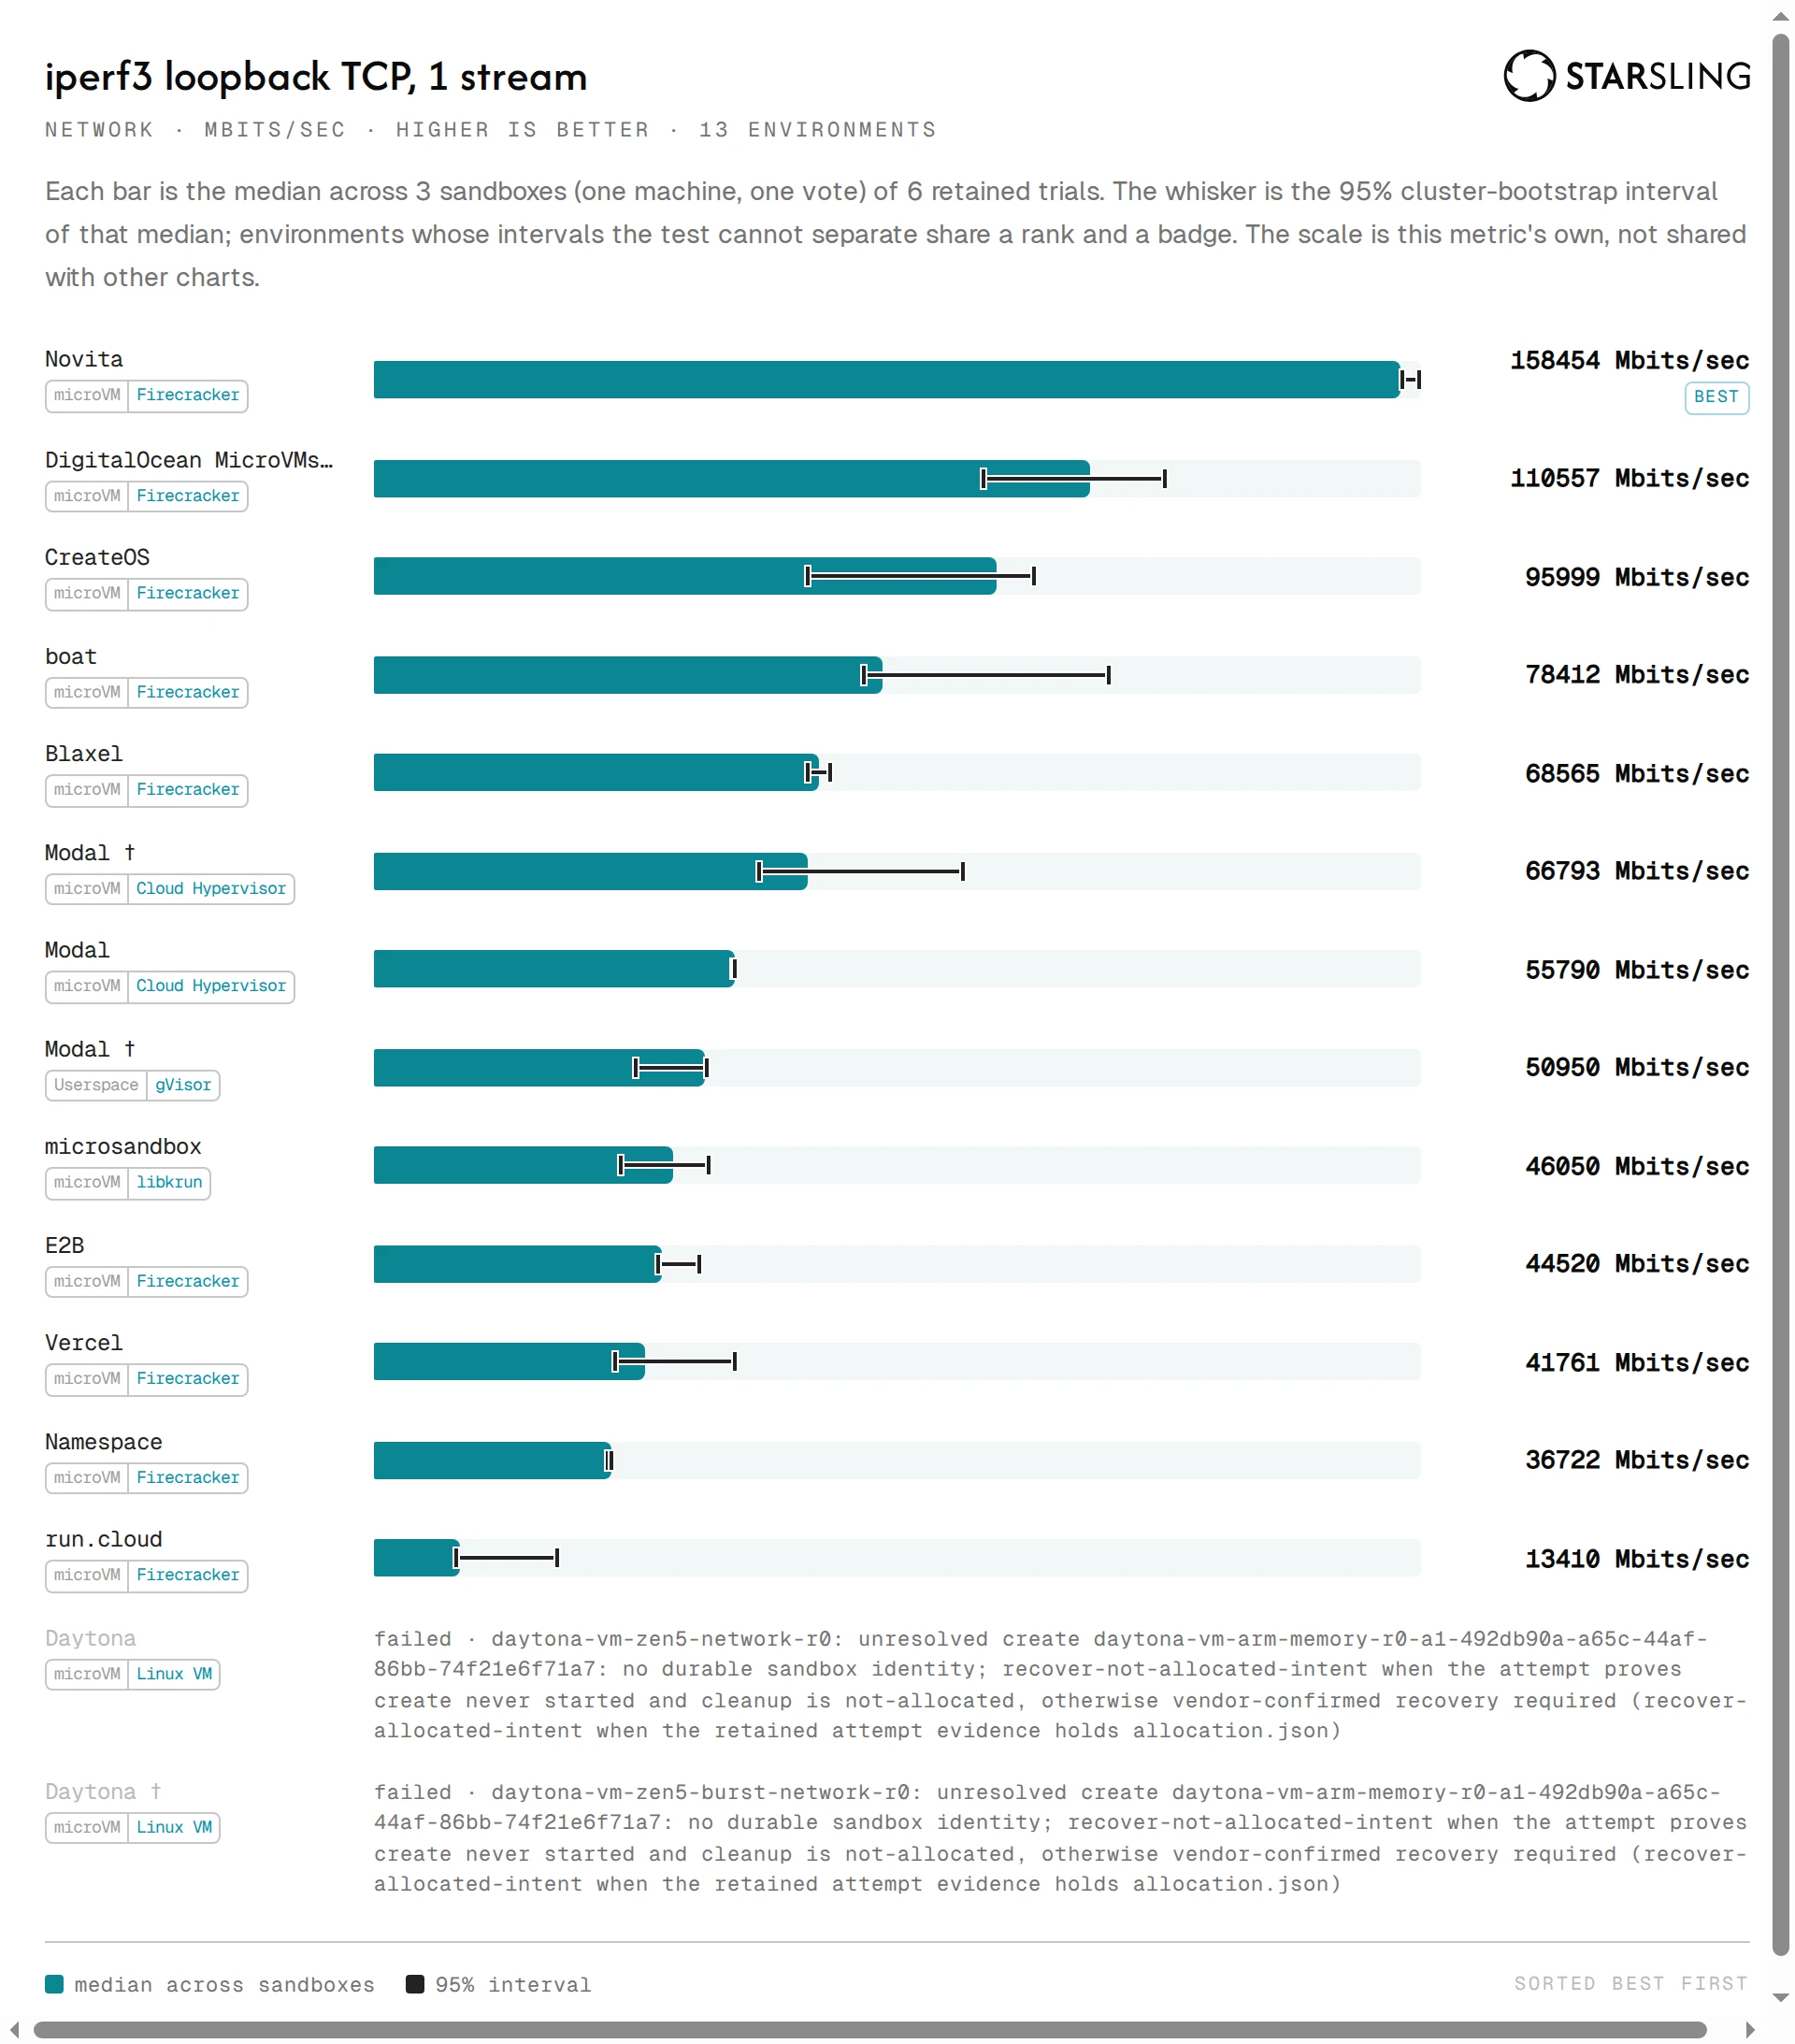 iperf3 loopback TCP, 1 stream
STARSLING
NETWORK · MBITS/SEC · HIGHER IS BETTER · 13 ENVIRONMENTS
Each bar is the median across 3 sandboxes (one machine, one vote) of 6 retained trials. The whisker is the 95% cluster-bootstrap interval
of that median; environments whose intervals the test cannot separate share a rank and a badge. The scale is this metric's own, not shared
with other charts.
Novita
microVM Firecracker
158454 Mbits/sec
BEST
DigitalOcean MicroVMs…
microVM Firecracker
110557 Mbits/sec
CreateOS
microVM Firecracker
95999 Mbits/sec
boat
microVM Firecracker
78412 Mbits/sec
Blaxel
microVM Firecracker
68565 Mbits/sec
Modal †
microVM Cloud Hypervisor
66793 Mbits/sec
Modal
microVM Cloud Hypervisor
55790 Mbits/sec
Modal †
Userspace gVisor
50950 Mbits/sec
microsandbox
microVM libkrun
46050 Mbits/sec
E2B
microVM Firecracker
44520 Mbits/sec
Vercel
microVM Firecracker
41761 Mbits/sec
Namespace
microVM Firecracker
36722 Mbits/sec
run.cloud
microVM Firecracker
13410 Mbits/sec
Daytona
microVM Linux VM
failed · daytona-vm-zen5-network-r0: unresolved create daytona-vm-arm-memory-r0-a1-492db90a-a65c-44af-
86bb-74f21e6f71a7: no durable sandbox identity; recover-not-allocated-intent when the attempt proves
create never started and cleanup is not-allocated, otherwise vendor-confirmed recovery required (recover-
allocated-intent when the retained attempt evidence holds allocation.json)
Daytona †
microVM Linux VM
failed · daytona-vm-zen5-burst-network-r0: unresolved create daytona-vm-arm-memory-r0-a1-492db90a-a65c-
44af-86bb-74f21e6f71a7: no durable sandbox identity; recover-not-allocated-intent when the attempt proves
create never started and cleanup is not-allocated, otherwise vendor-confirmed recovery required (recover-
allocated-intent when the retained attempt evidence holds allocation.json)
median across sandboxes
95% interval
SORTED BEST FIRST